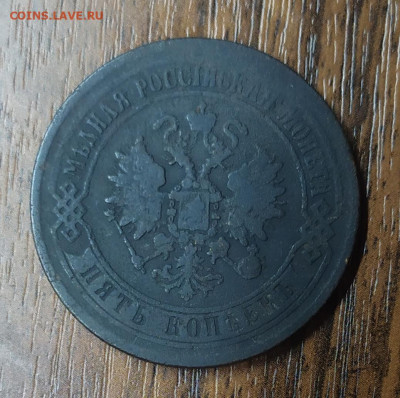 COINS.LAVE.RU
МѢДНАЯ РОССІЙСКАЯ МОНЕТА
ПЯТЬ КОПѢЕКЪ